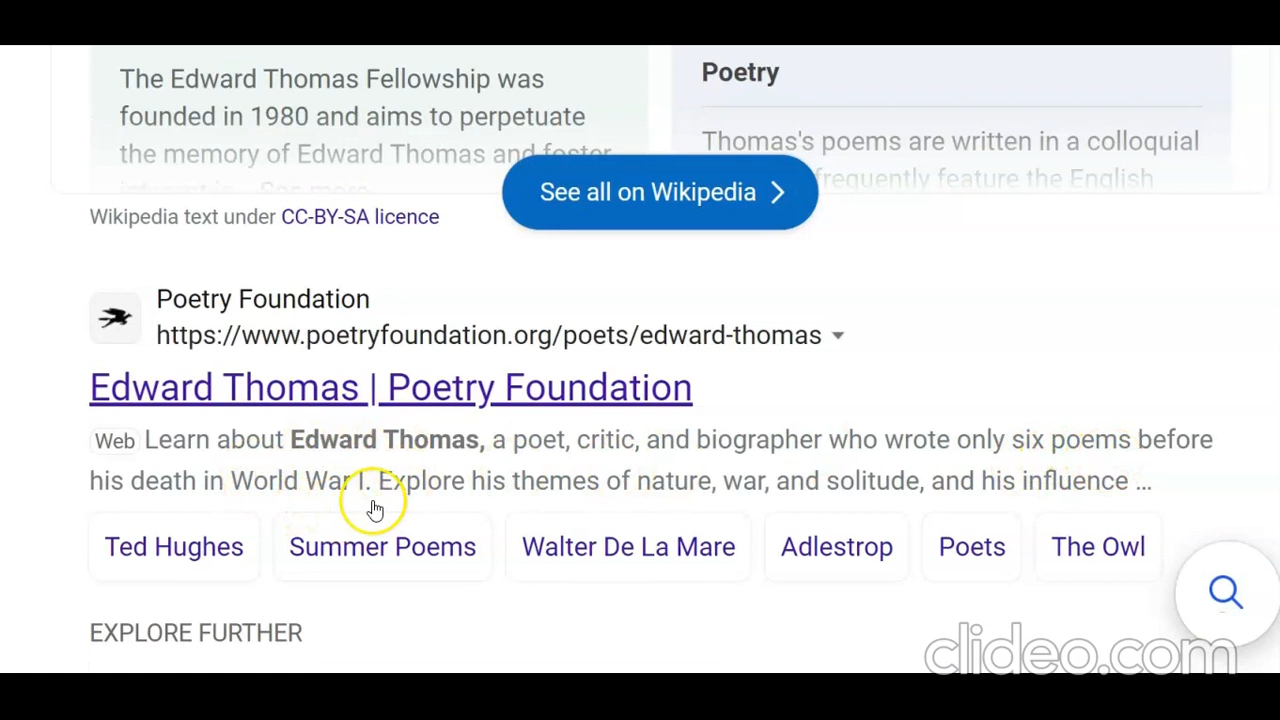 The Edward Thomas Fellowship was
founded in 1980 and aims to perpetuate
the memory of Edward Thomas and foster
interest in... See more
Poetry
Thomas's poems are written in a colloquial
frequently feature the English
See all on Wikipedia
Wikipedia text under CC-BY-SA licence
Poetry Foundation
https://www.poetryfoundation.org/poets/edward-thomas
Edward Thomas | Poetry Foundation
Web Learn about Edward Thomas, a poet, critic, and biographer who wrote only six poems before
his death in World War I. Explore his themes of nature, war, and solitude, and his influence ...
Ted Hughes Summer Poems Walter De La Mare Adlestrop Poets The Owl
EXPLORE FURTHER
clideo.com